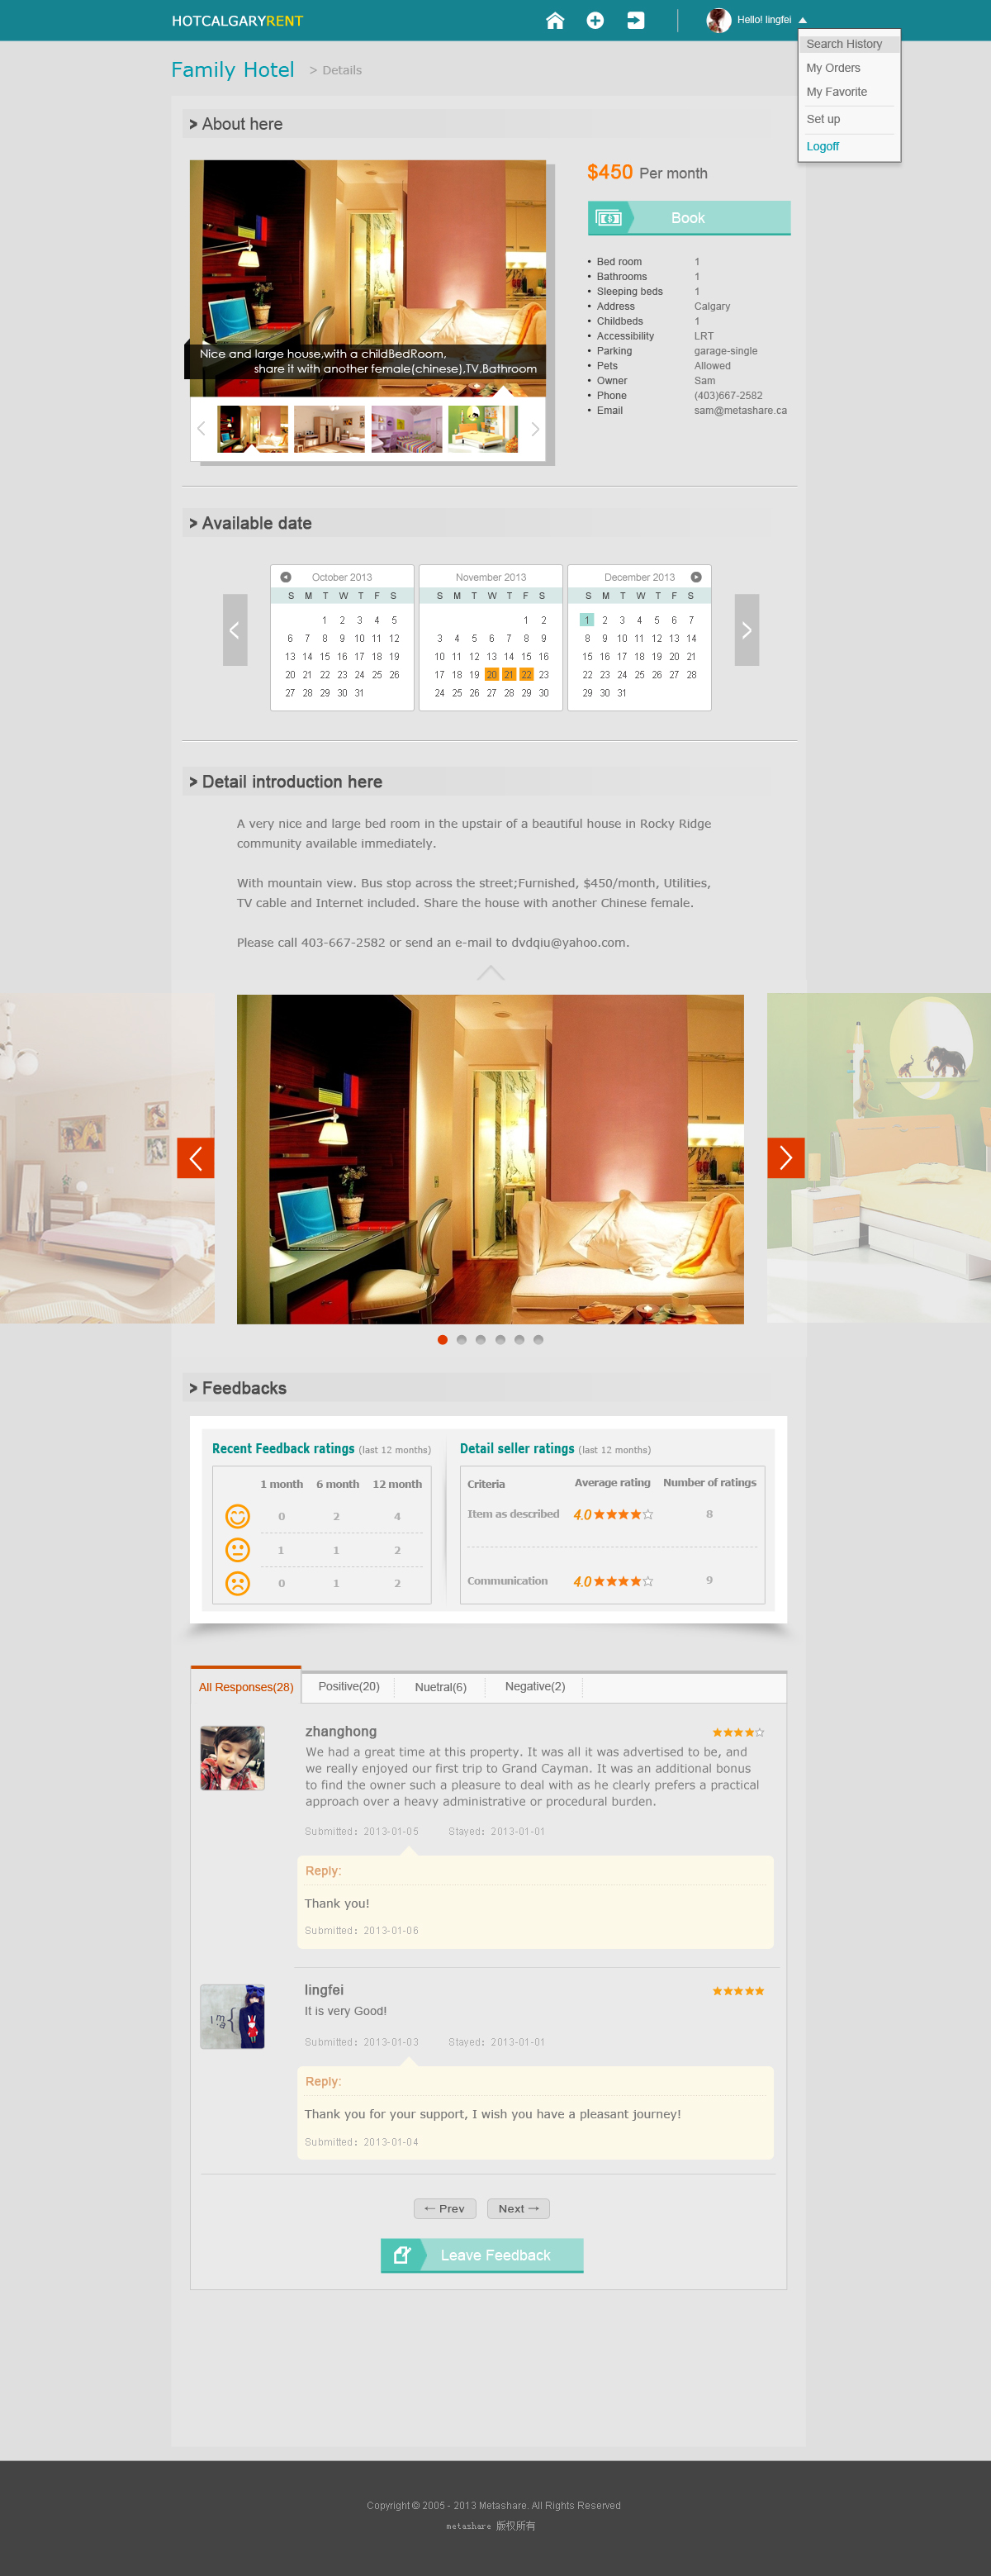 HOTCALGARYRENT
Hello! lingfei
Search History
My Orders
My Favorite
Set up
Logoff
Family Hotel > Details
> About here
Nice and large house,with a childBedRoom,
share it with another female(chinese),TV,Bathroom
$450 Per month
Book
• Bed room 1
• Bathrooms 1
• Sleeping beds 1
• Address Calgary
• Childbeds 1
• Accessibility LRT
• Parking garage-single
• Pets Allowed
• Owner Sam
• Phone (403)667-2582
• Email sam@metashare.ca
> Available date
October 2013
S M T W T F S
1 2 3 4 5
6 7 8 9 10 11 12
13 14 15 16 17 18 19
20 21 22 23 24 25 26
27 28 29 30 31
November 2013
S M T W T F S
1 2
3 4 5 6 7 8 9
10 11 12 13 14 15 16
17 18 19 20 21 22 23
24 25 26 27 28 29 30
December 2013
S M T W T F S
1 2 3 4 5 6 7
8 9 10 11 12 13 14
15 16 17 18 19 20 21
22 23 24 25 26 27 28
29 30 31
> Detail introduction here
A very nice and large bed room in the upstair of a beautiful house in Rocky Ridge
community available immediately.
With mountain view. Bus stop across the street;Furnished, $450/month, Utilities,
TV cable and Internet included. Share the house with another Chinese female.
Please call 403-667-2582 or send an e-mail to dvdqiu@yahoo.com.
> Feedbacks
Recent Feedback ratings (last 12 months)
1 month 6 month 12 month
0 2 4
1 1 2
0 1 2
Detail seller ratings (last 12 months)
Criteria Average rating Number of ratings
Item as described 4.0 8
Communication 4.0 9
All Responses(28) Positive(20) Nuetral(6) Negative(2)
zhanghong
We had a great time at this property. It was all it was advertised to be, and
we really enjoyed our first trip to Grand Cayman. It was an additional bonus
to find the owner such a pleasure to deal with as he clearly prefers a practical
approach over a heavy administrative or procedural burden.
Submitted: 2013-01-05 Stayed: 2013-01-01
Reply:
Thank you!
Submitted: 2013-01-06
lingfei
It is very Good!
Submitted: 2013-01-03 Stayed: 2013-01-01
Reply:
Thank you for your support, I wish you have a pleasant journey!
Submitted: 2013-01-04
← Prev Next →
Leave Feedback
Copyright © 2005 - 2013 Metashare. All Rights Reserved
metashare 版权所有